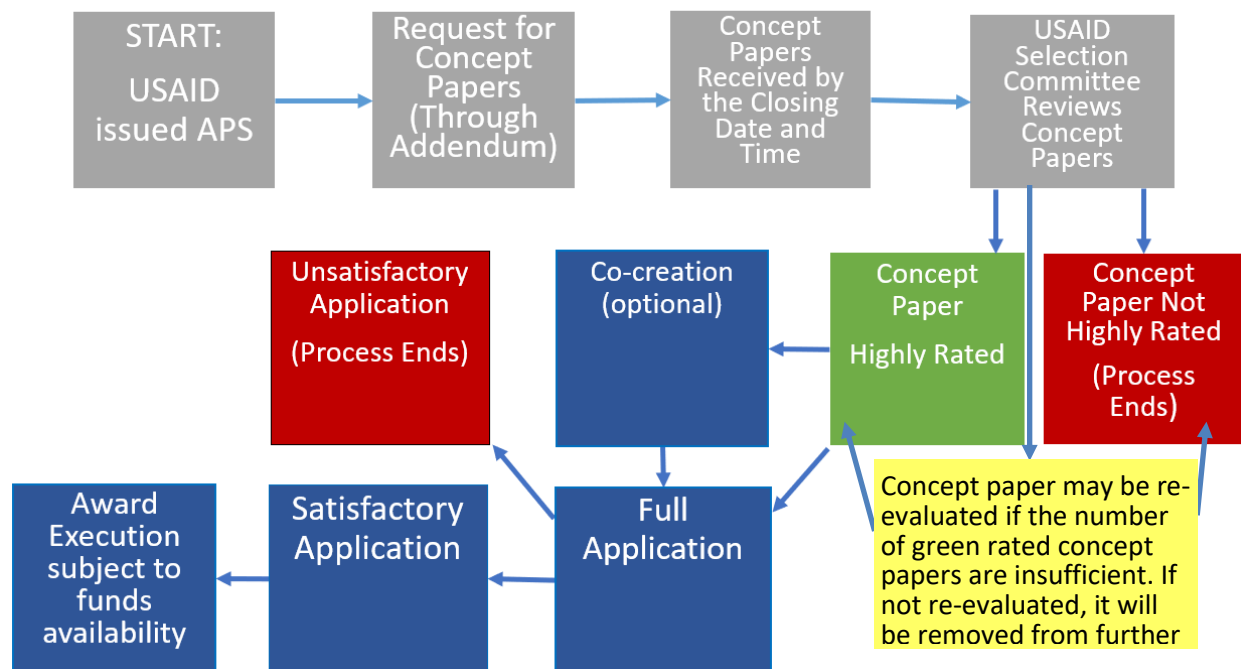 START:
USAID
issued APS
Request for
Concept
Papers
(Through
Addendum)
Concept
Papers
Received by
the Closing
Date and
Time
USAID
Selection
Committee
Reviews
Concept
Papers
Unsatisfactory
Application
(Process Ends)
Co-creation
(optional)
Concept
Paper
Highly Rated
Concept
Paper Not
Highly Rated
(Process
Ends)
Award
Execution
subject to
funds
availability
Satisfactory
Application
Full
Application
Concept paper may be re-
evaluated if the number
of green rated concept
papers are insufficient. If
not re-evaluated, it will
be removed from further